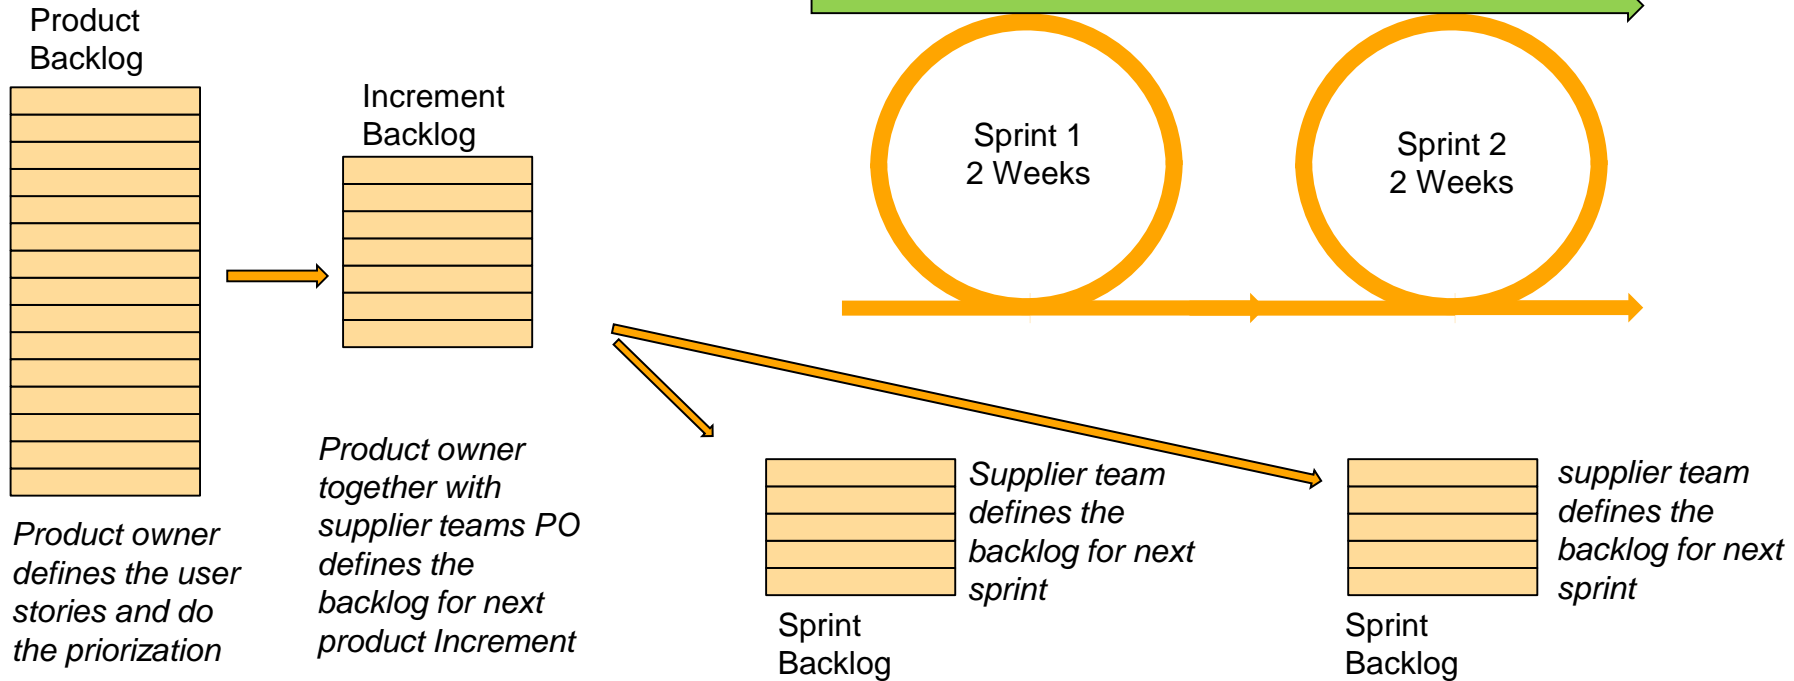 Product
Backlog
Increment
Backlog
Sprint 1
2 Weeks
Sprint 2
2 Weeks
Product owner
defines the user
stories and do
the priorization
Product owner
together with
supplier teams PO
defines the
backlog for next
product Increment
Supplier team
defines the
backlog for next
sprint
Sprint
Backlog
supplier team
defines the
backlog for next
sprint
Sprint
Backlog